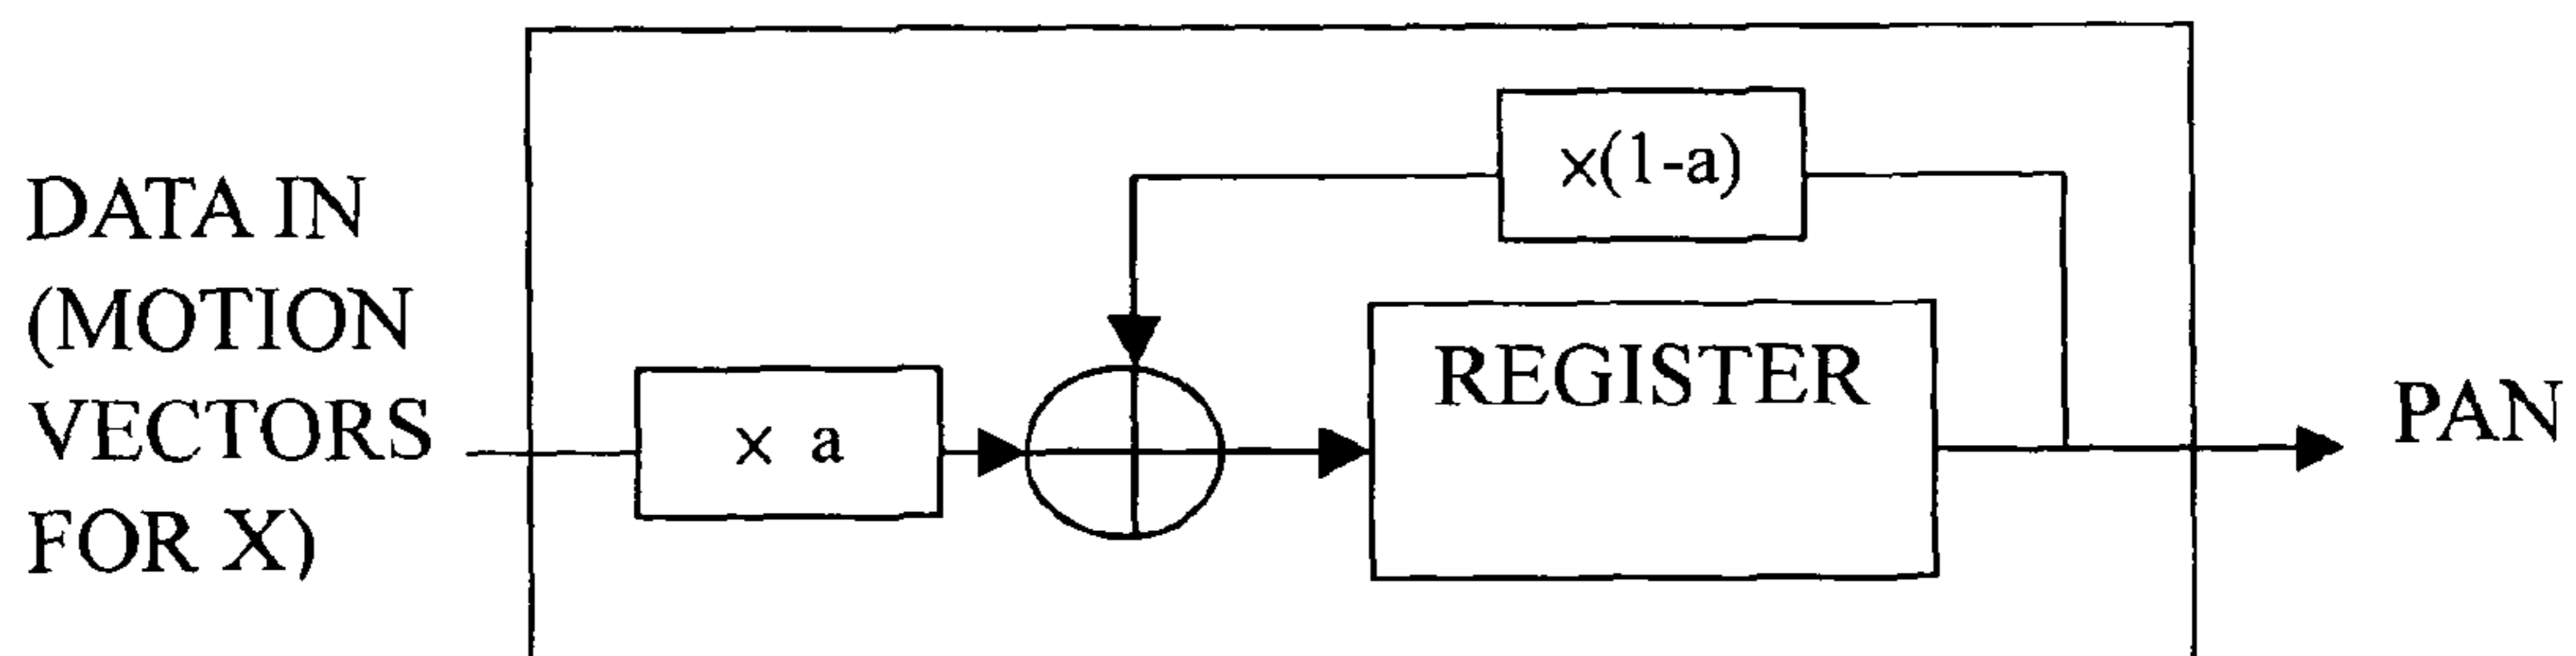 DATA IN
(MOTION
VECTORS
FOR X)
× a
×(1-a)
REGISTER
PAN